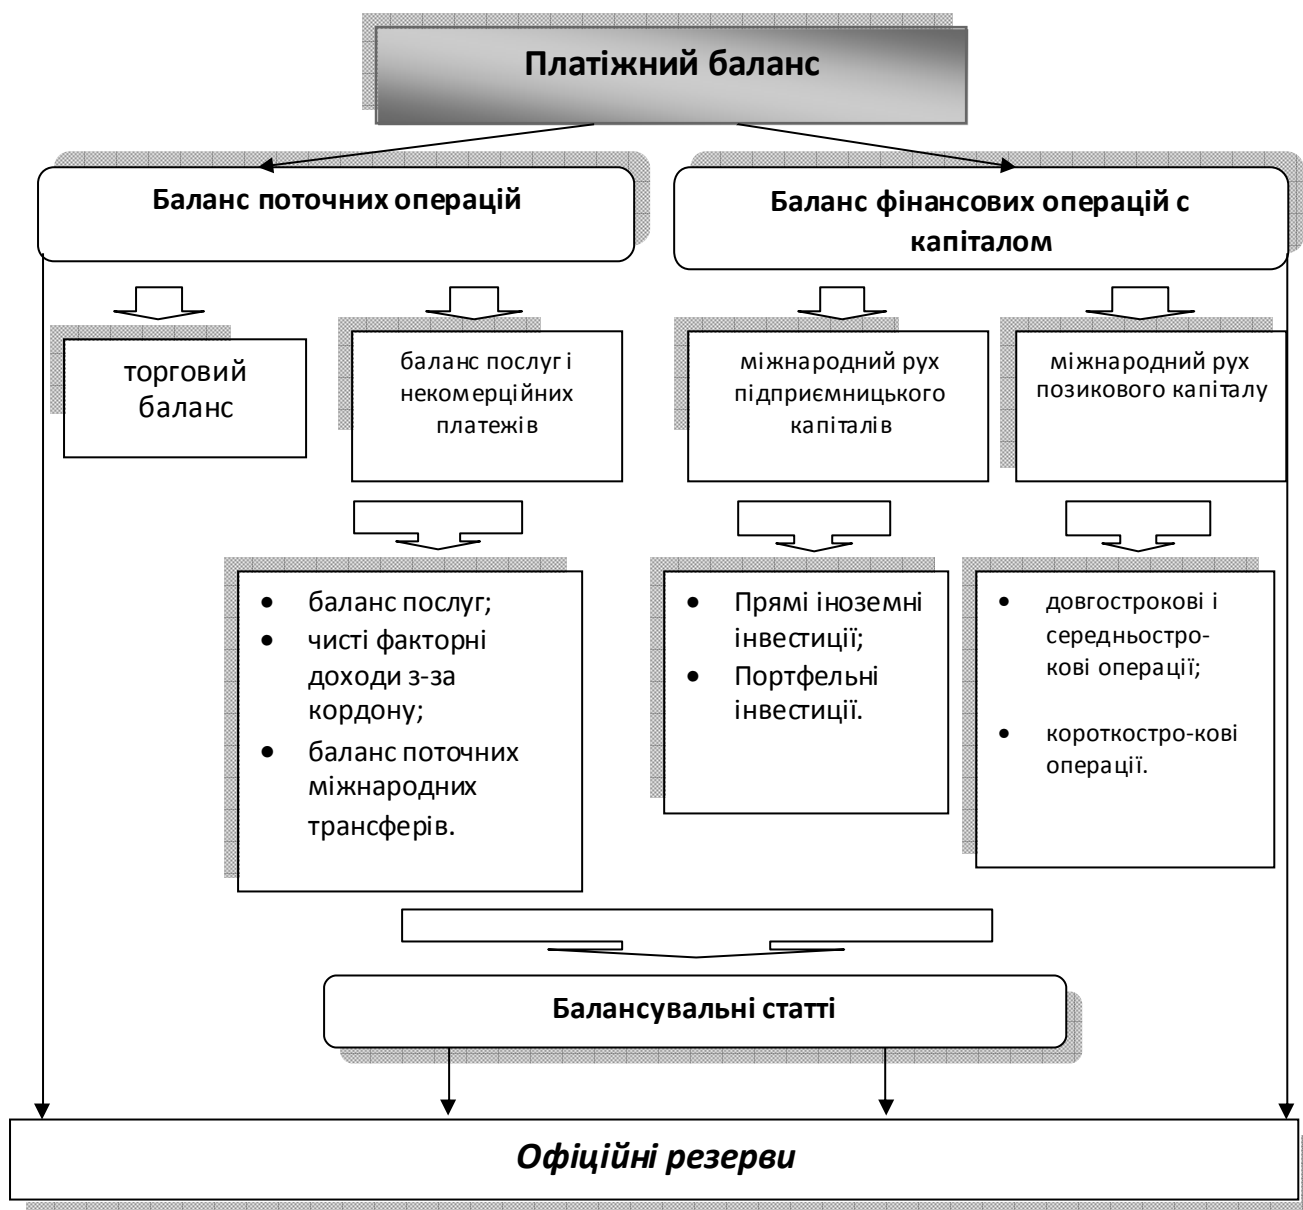 Платіжний баланс
Баланс поточних операцій
Баланс фінансових операцій с
капіталом
торговий
баланс
баланс послуг і
некомерційних
платежів
міжнародний рух
підприємницького
капіталів
міжнародний рух
позикового капіталу
• баланс послуг;
• чисті факторні
доходи з-за
кордону;
• баланс поточних
міжнародних
трансферів.
• Прямі іноземні
інвестиції;
• Портфельні
інвестиції.
• довгострокові і
середньостро-
кові операції;
• короткостро-кові
операції.
Балансувальні статті
Офіційні резерви